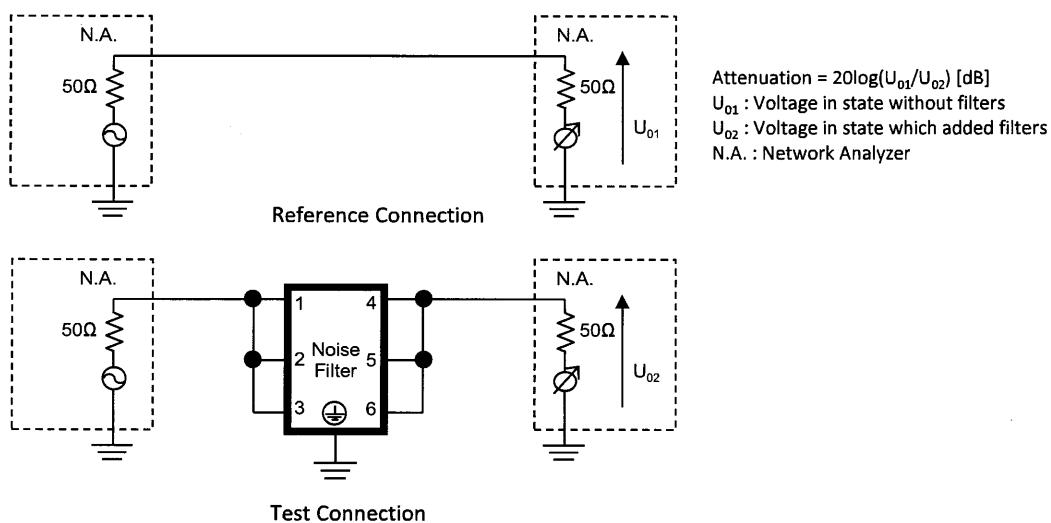 N.A.
50Ω
N.A.
50Ω
U01
Attenuation = 20log(U01/U02) [dB]
U01 : Voltage in state without filters
U02 : Voltage in state which added filters
N.A. : Network Analyzer
Reference Connection
N.A.
50Ω
1
2
3
Noise
Filter
4
5
6
N.A.
50Ω
U02
Test Connection